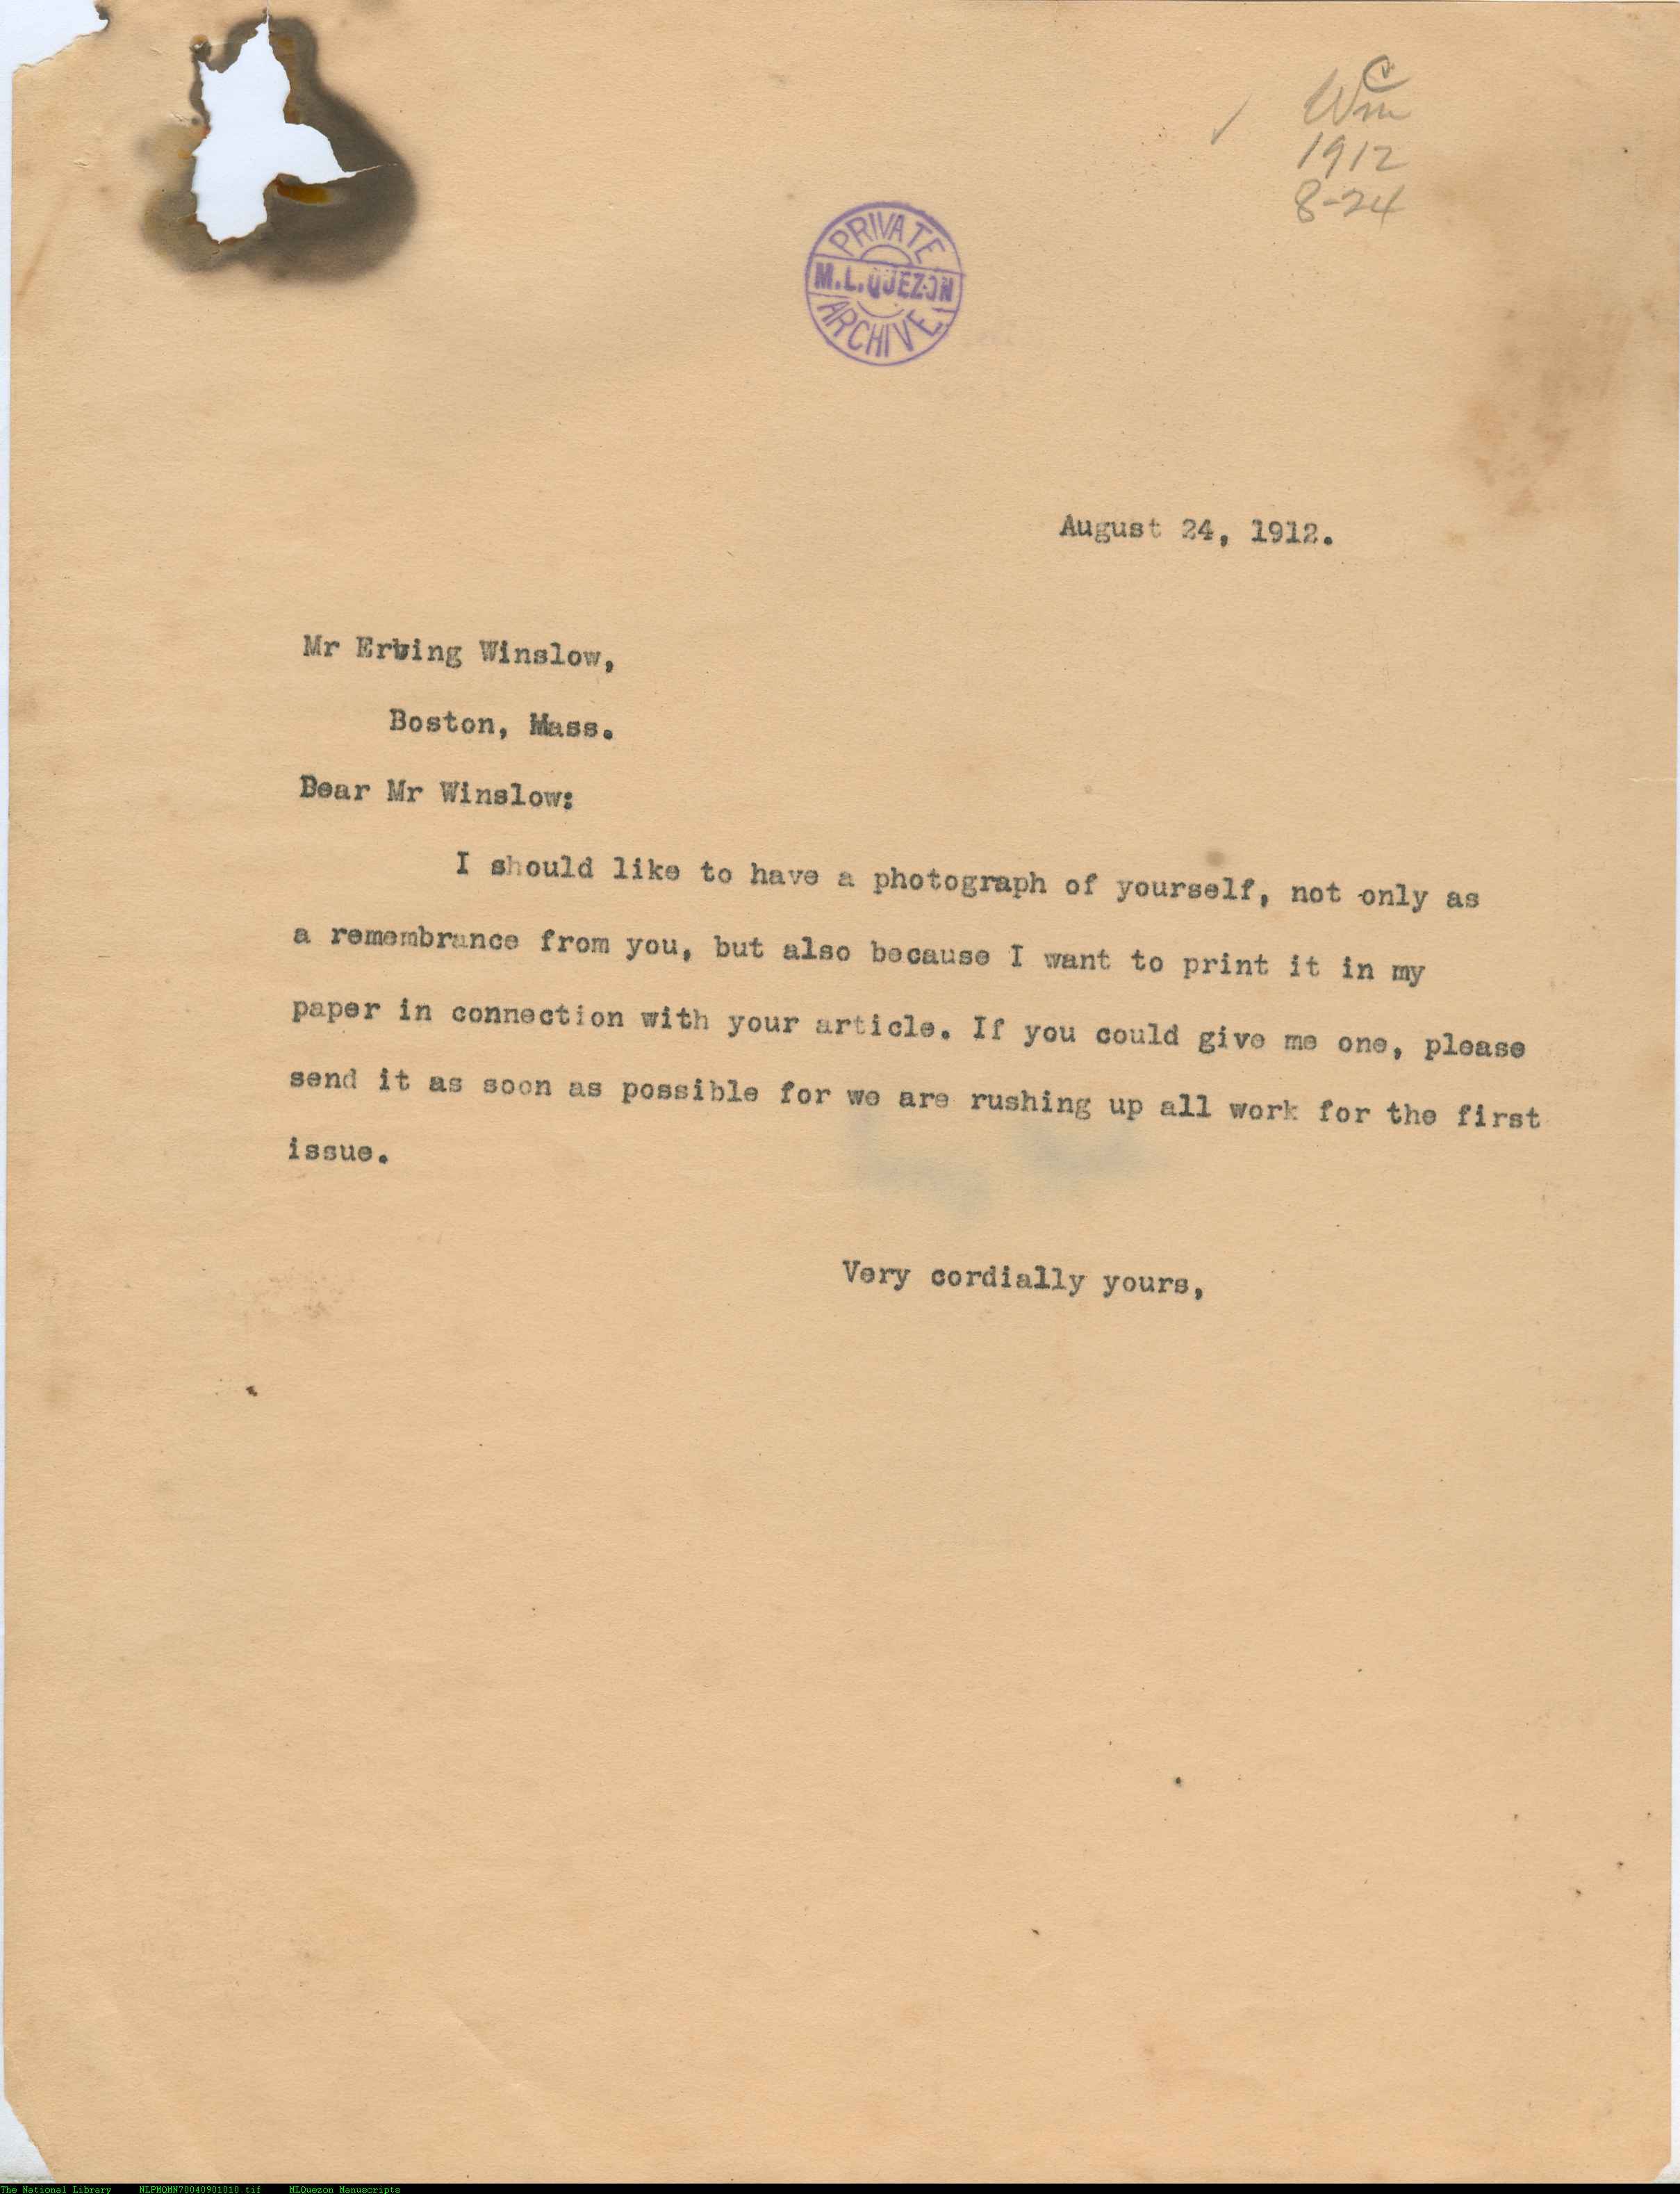 C
✓ Wm
1912
8-24
PRIVATE
M.L.QUEZON
ARCHIVE
August 24, 1912.
Mr Erving Winslow,
Boston, Mass.
Dear Mr Winslow:
I should like to have a photograph of yourself, not only as
a remembrance from you, but also because I want to print it in my
paper in connection with your article. If you could give me one, please
send it as soon as possible for we are rushing up all work for the first
issue.
Very cordially yours,
The National Library NLPMQMN70040901010.tif MLQuezon Manuscripts